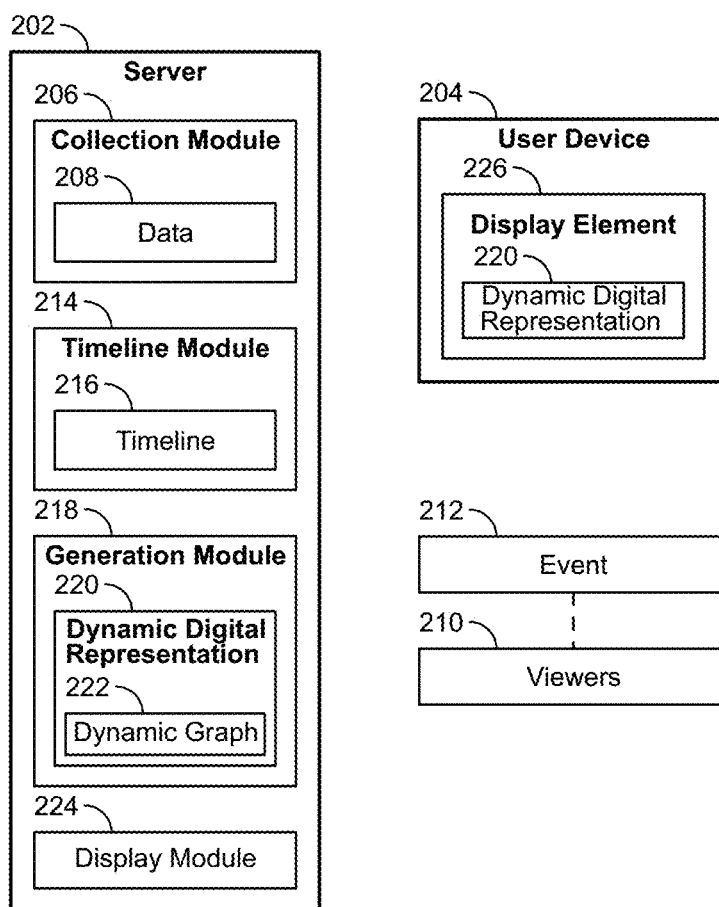 202
Server
206
Collection Module
208
Data
214
Timeline Module
216
Timeline
218
Generation Module
220
Dynamic Digital
Representation
222
Dynamic Graph
224
Display Module
204
User Device
226
Display Element
220
Dynamic Digital
Representation
212
Event
210
Viewers